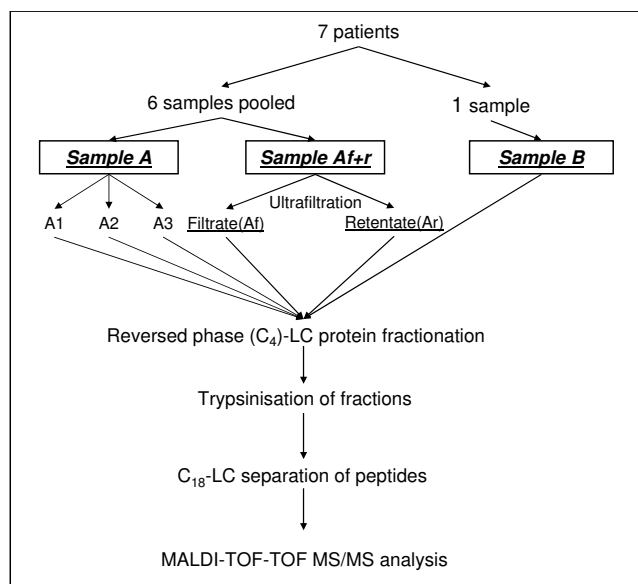 7 patients
6 samples pooled
1 sample
Sample A
Sample Af+r
Sample B
Ultrafiltration
A1
A2
A3
Filtrate(Af)
Retentate(Ar)
Reversed phase (C₄)-LC protein fractionation
Trypsinisation of fractions
C₁₈-LC separation of peptides
MALDI-TOF-TOF MS/MS analysis